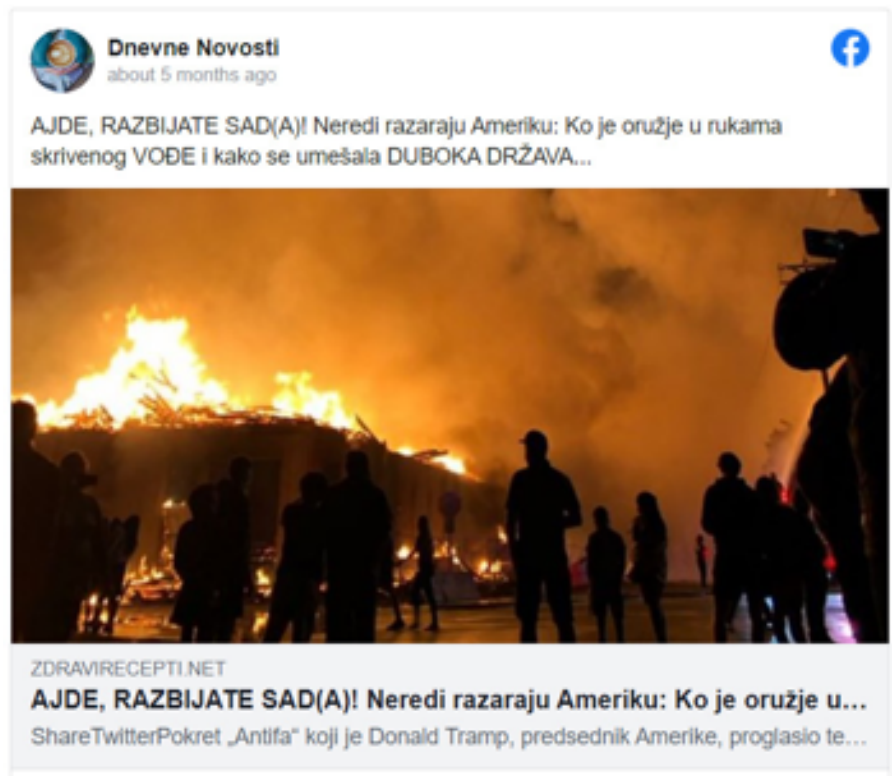 Dnevne Novosti
about 5 months ago
AJDE, RAZBIJATE SAD(A)! Neredi razaraju Ameriku: Ko je oružje u rukama
skrivenog VOĐE i kako se umešala DUBOKA DRŽAVA...
ZDRAVIRECEPTI.NET
AJDE, RAZBIJATE SAD(A)! Neredi razaraju Ameriku: Ko je oružje u...
ShareTwitterPokret „Antifa“ koji je Donald Tramp, predsednik Amerike, proglasio te...